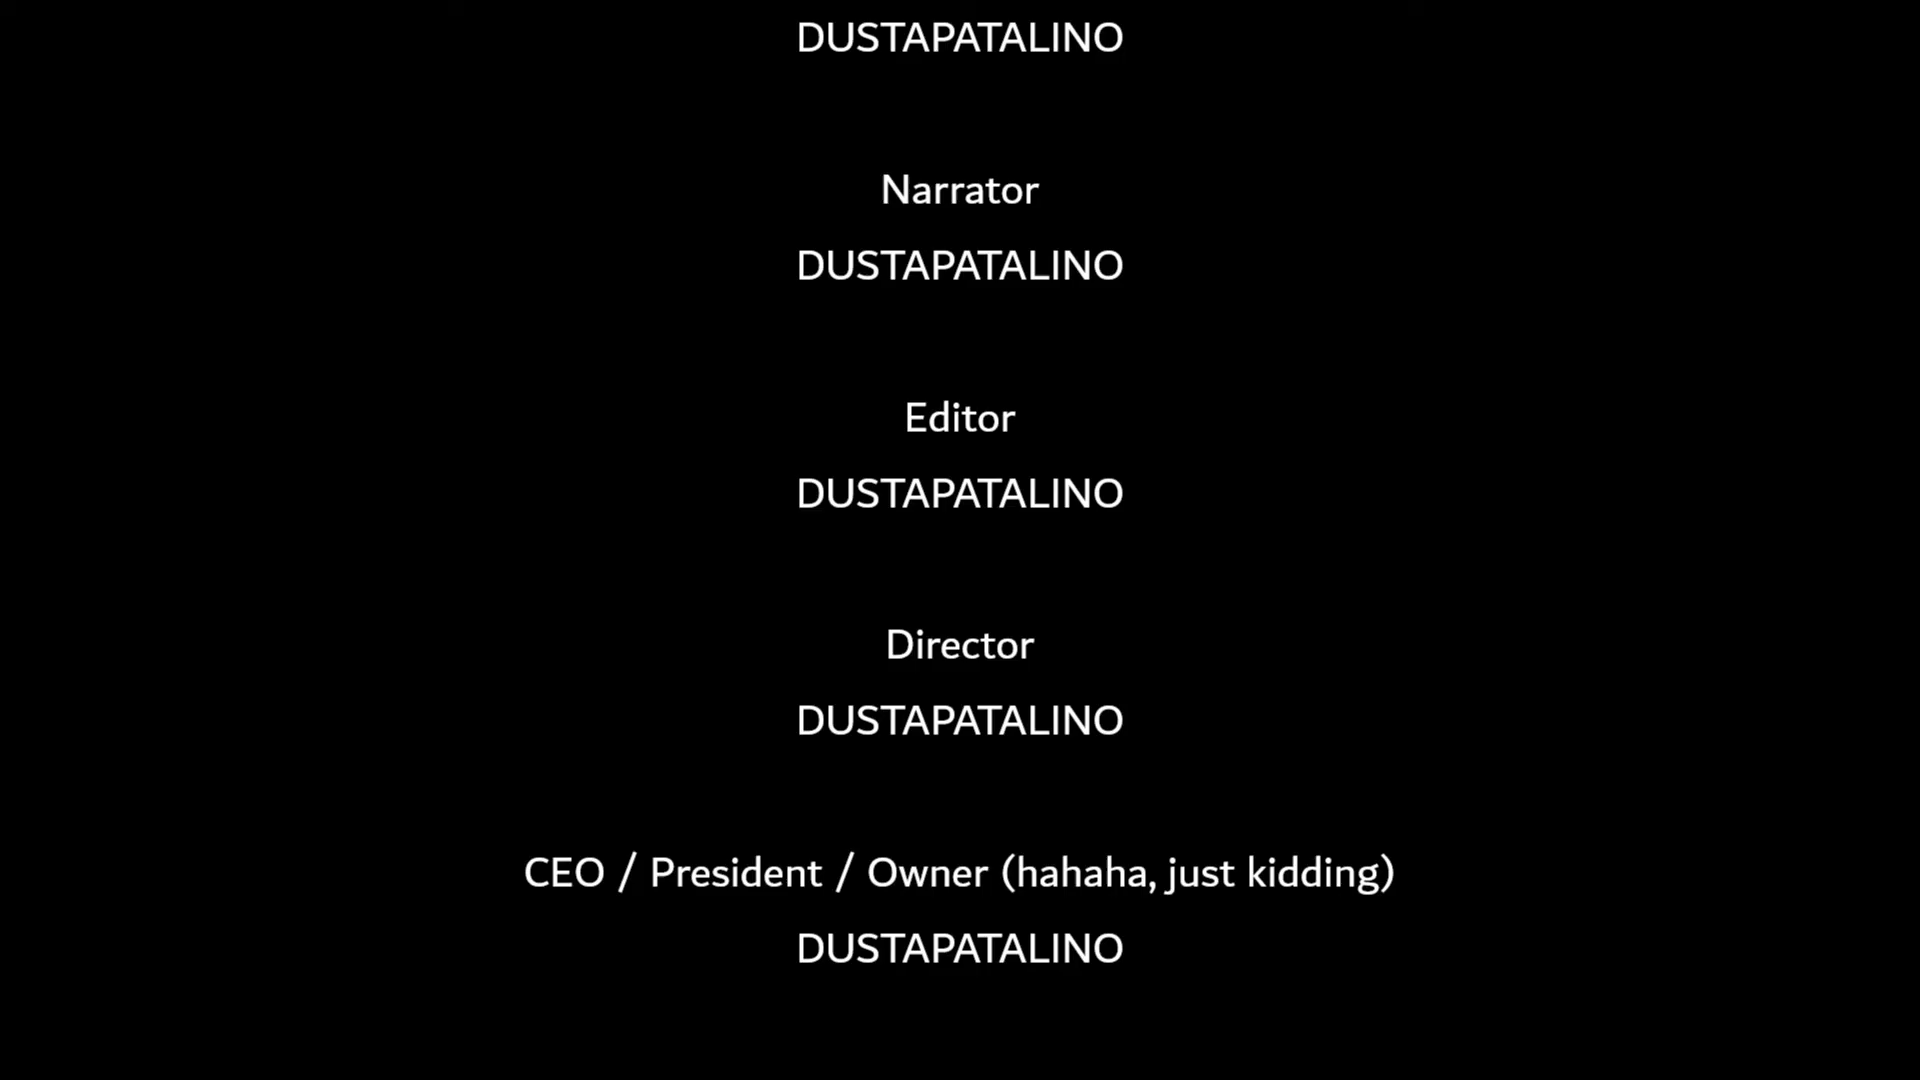 DUSTAPATALINO
Narrator
DUSTAPATALINO
Editor
DUSTAPATALINO
Director
DUSTAPATALINO
CEO / President / Owner (hahaha, just kidding)
DUSTAPATALINO